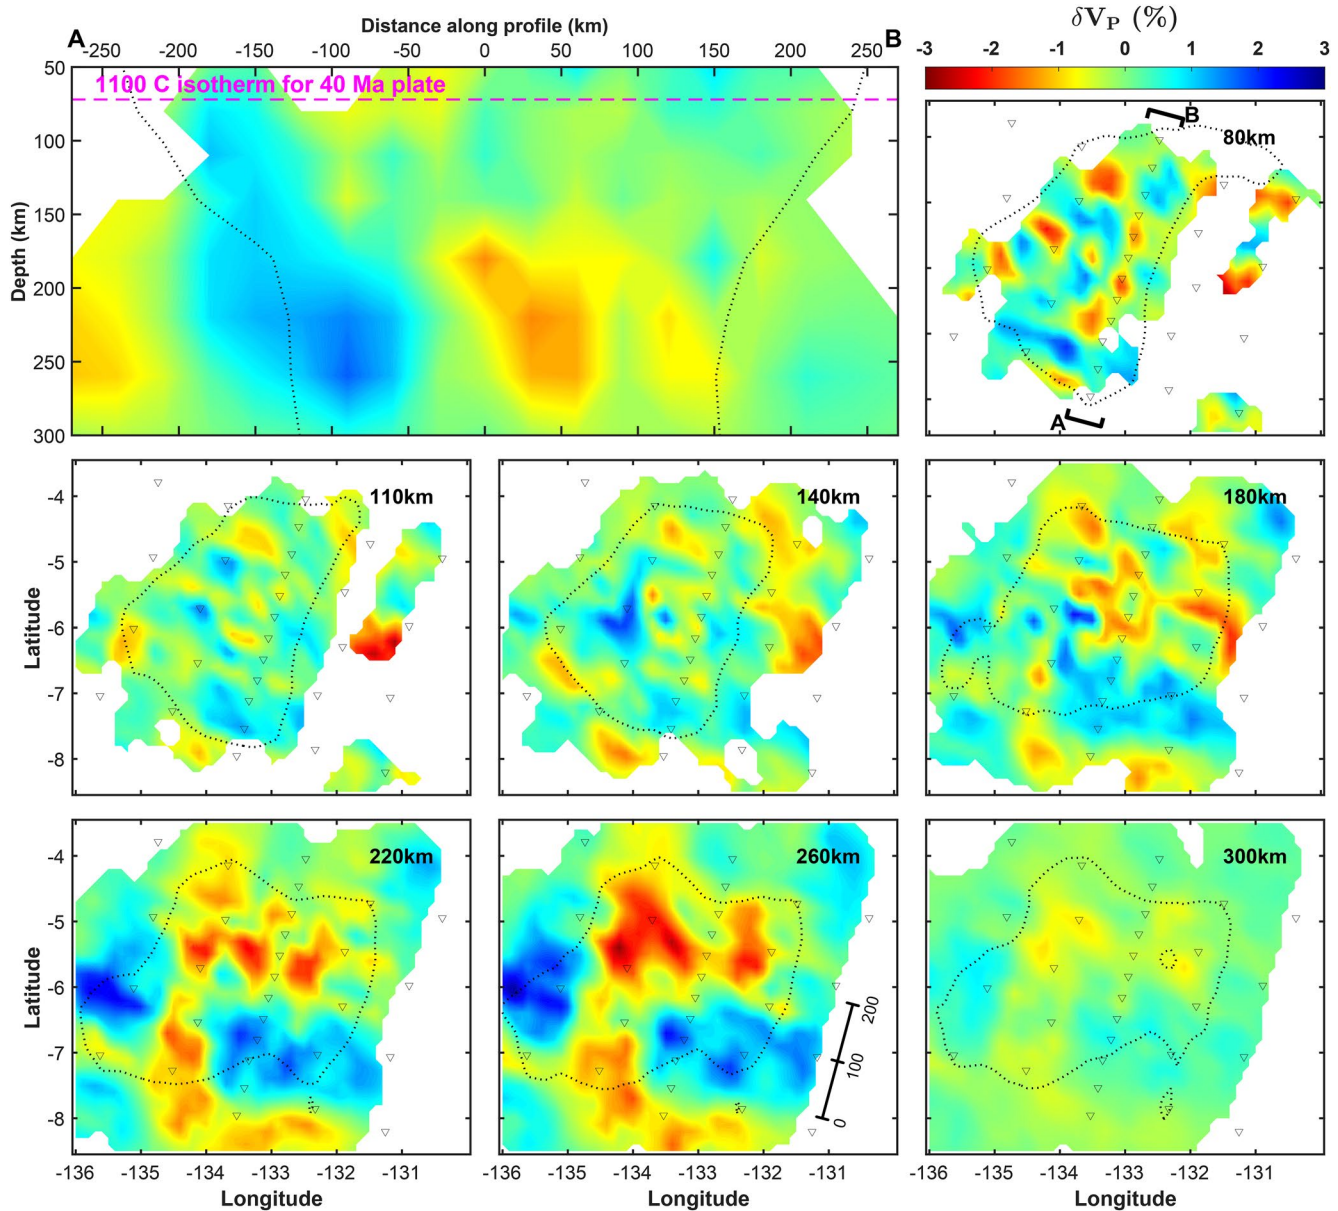 Distance along profile (km)
δV_P (%)
A
-250 -200 -150 -100 -50 0 50 100 150 200 250
B
-3 -2 -1 0 1 2 3
50
100
150
200
250
300
Depth (km)
1100 C isotherm for 40 Ma plate
B
80km
A
-4
-5
-6
-7
-8
Latitude
110km
140km
180km
-4
-5
-6
-7
-8
Latitude
220km
260km
200
100
0
300km
-136 -135 -134 -133 -132 -131
-136 -135 -134 -133 -132 -131
-136 -135 -134 -133 -132 -131
Longitude
Longitude
Longitude